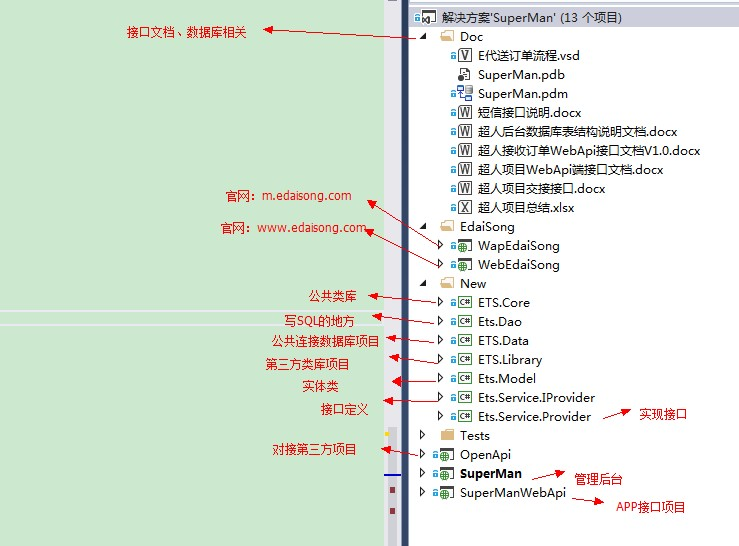 解决方案'SuperMan' (13 个项目)
接口文档、数据库相关
Doc
E代送订单流程.vsd
SuperMan.pdb
SuperMan.pdm
短信接口说明.docx
超人后台数据库表结构说明文档.docx
超人接收订单WebApi接口文档V1.0.docx
超人项目WebApi端接口文档.docx
超人项目交接接口.docx
超人项目总结.xlsx
官网：m.edaisong.com
EdaiSong
官网：www.edaisong.com
WapEdaiSong
WebEdaiSong
New
公共类库
ETS.Core
写SQL的地方
Ets.Dao
公共连接数据库项目
ETS.Data
第三方类库项目
ETS.Library
实体类
Ets.Model
接口定义
Ets.Service.IProvider
Ets.Service.Provider
实现接口
Tests
对接第三方项目
OpenApi
SuperMan
管理后台
SuperManWebApi
APP接口项目